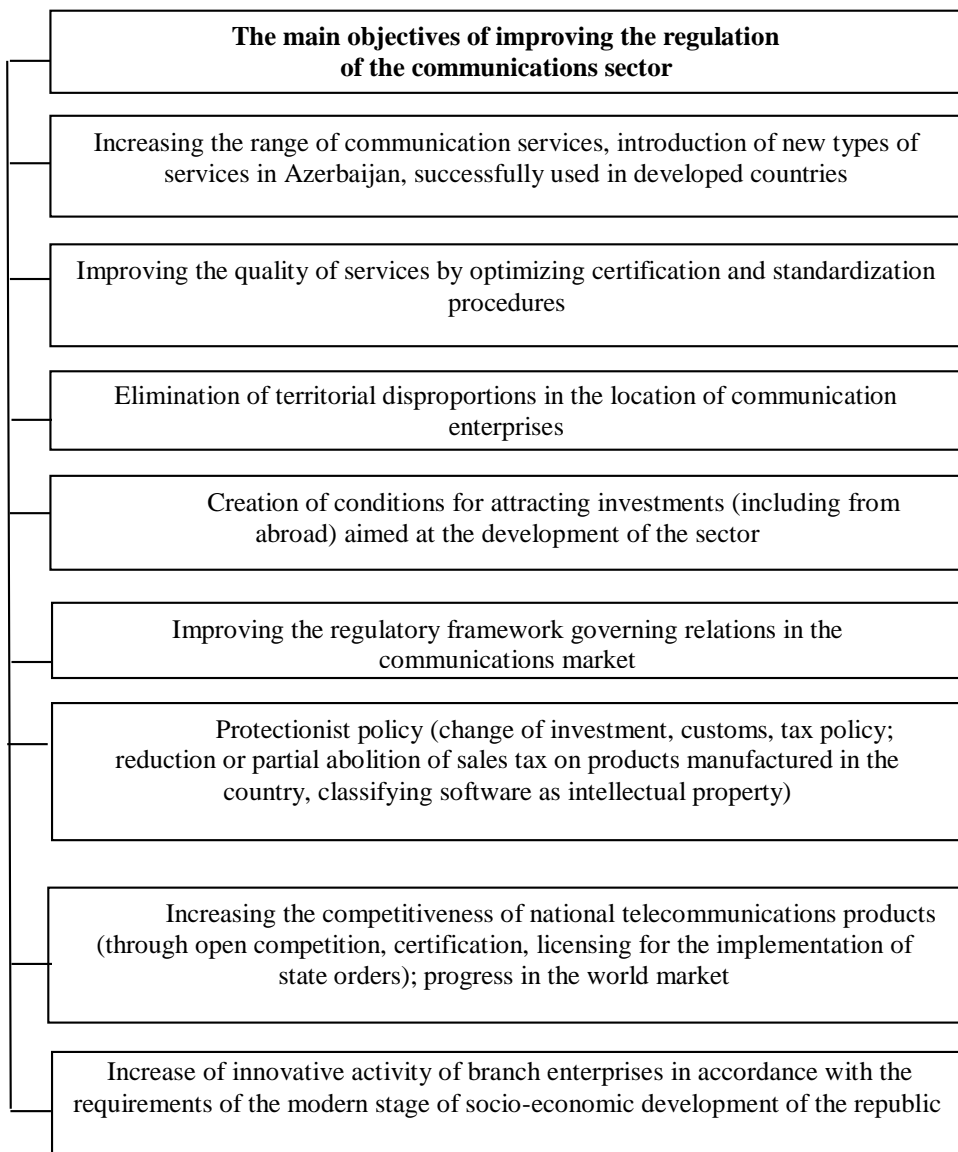 The main objectives of improving the regulation
of the communications sector
Increasing the range of communication services, introduction of new types of
services in Azerbaijan, successfully used in developed countries
Improving the quality of services by optimizing certification and standardization
procedures
Elimination of territorial disproportions in the location of communication
enterprises
Creation of conditions for attracting investments (including from
abroad) aimed at the development of the sector
Improving the regulatory framework governing relations in the
communications market
Protectionist policy (change of investment, customs, tax policy;
reduction or partial abolition of sales tax on products manufactured in the
country, classifying software as intellectual property)
Increasing the competitiveness of national telecommunications products
(through open competition, certification, licensing for the implementation of
state orders); progress in the world market
Increase of innovative activity of branch enterprises in accordance with the
requirements of the modern stage of socio-economic development of the republic